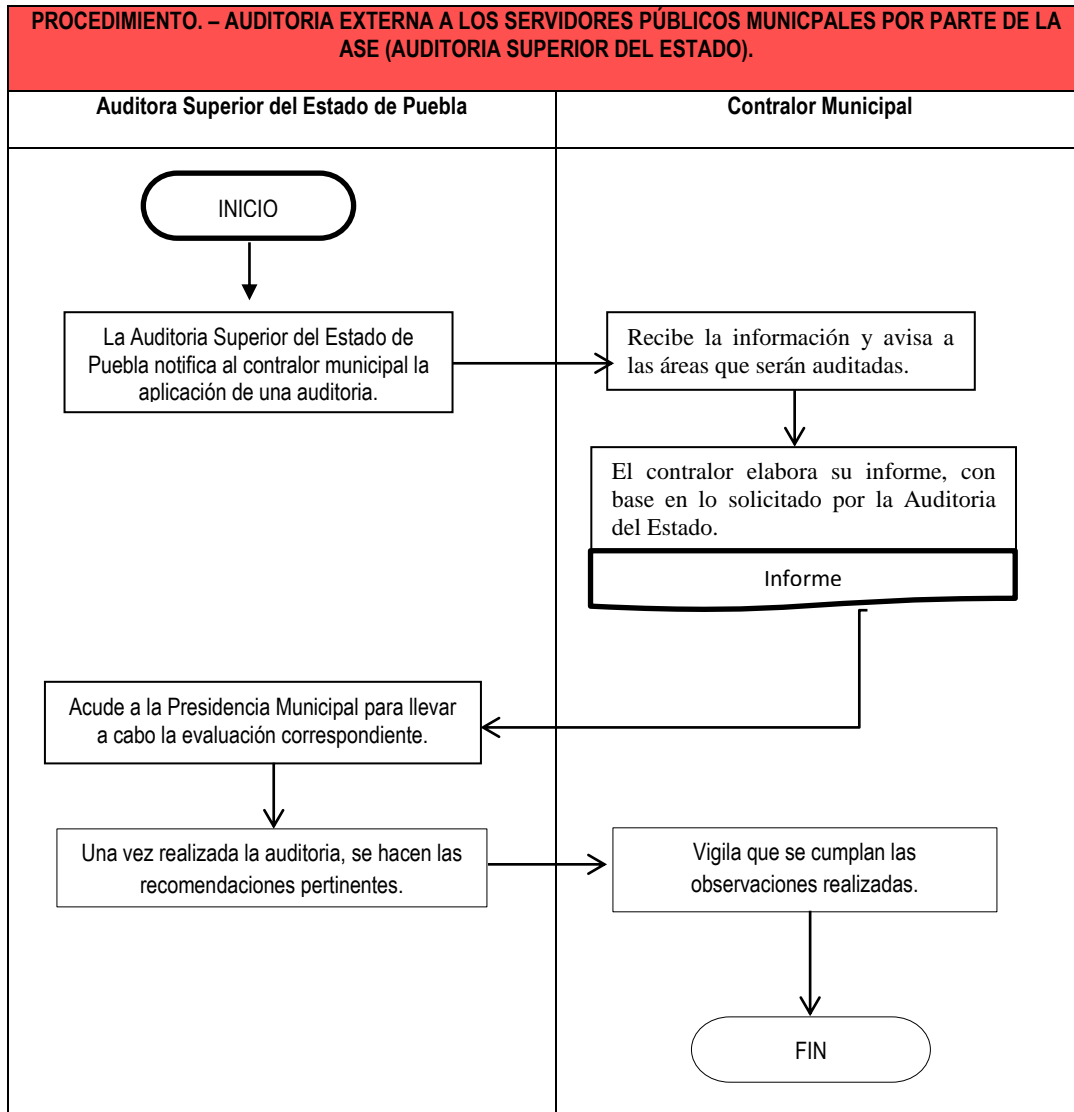 PROCEDIMIENTO. – AUDITORIA EXTERNA A LOS SERVIDORES PÚBLICOS MUNICPALES POR PARTE DE LA
ASE (AUDITORIA SUPERIOR DEL ESTADO).
Auditora Superior del Estado de Puebla
Contralor Municipal
INICIO
La Auditoria Superior del Estado de
Puebla notifica al contralor municipal la
aplicación de una auditoria.
Recibe la información y avisa a
las áreas que serán auditadas.
El contralor elabora su informe, con
base en lo solicitado por la Auditoria
del Estado.
Informe
Acude a la Presidencia Municipal para llevar
a cabo la evaluación correspondiente.
Una vez realizada la auditoria, se hacen las
recomendaciones pertinentes.
Vigila que se cumplan las
observaciones realizadas.
FIN